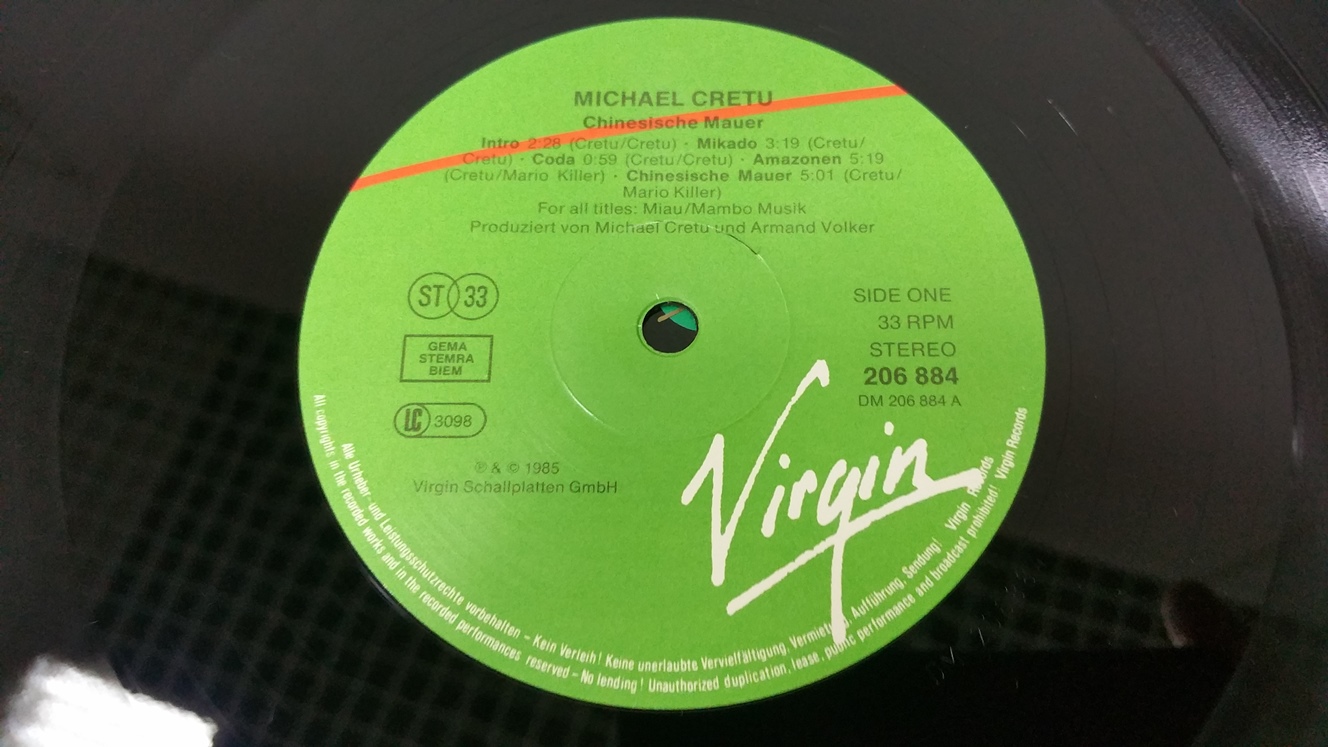 MICHAEL CRETU
Chinesische Mauer
Intro 2:28 (Cretu/Cretu) · Mikado 3:19 (Cretu/
Cretu) · Coda 0:59 (Cretu/Cretu) · Amazonen 5:19
(Cretu/Mario Killer) · Chinesische Mauer 5:01 (Cretu/
Mario Killer)
For all titles: Miau/Mambo Musik
Produziert von Michael Cretu und Armand Volker
ST 33
GEMA
STEMRA
BIEM
LC 3098
SIDE ONE
33 RPM
STEREO
206 884
DM 206 884 A
℗ & © 1985
Virgin Schallplatten GmbH
Virgin
Alle Urheber- und Leistungsschutzrechte vorbehalten – Kein Verleih! Keine unerlaubte Vervielfältigung, Vermietung, Aufführung, Sendung! Virgin Records
All copyrights in the recorded works and in the recorded performances reserved – No lending! Unauthorized duplication, lease, public performance and broadcast prohibited! Virgin Records